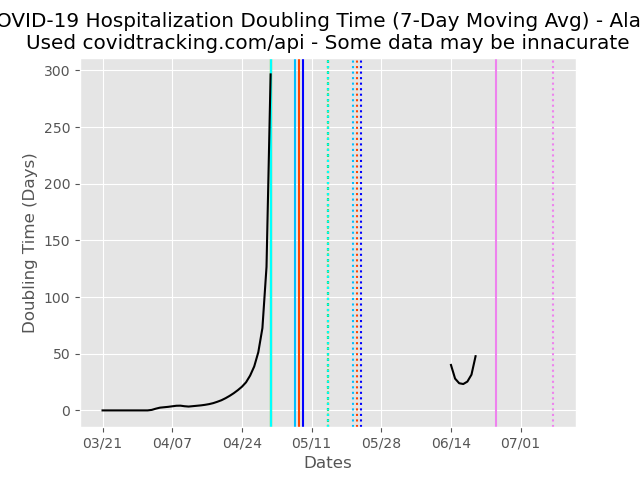 OVID-19 Hospitalization Doubling Time (7-Day Moving Avg) - Ala
Used covidtracking.com/api - Some data may be innacurate
300
250
200
150
100
50
0
Doubling Time (Days)
03/21 04/07 04/24 05/11 05/28 06/14 07/01
Dates